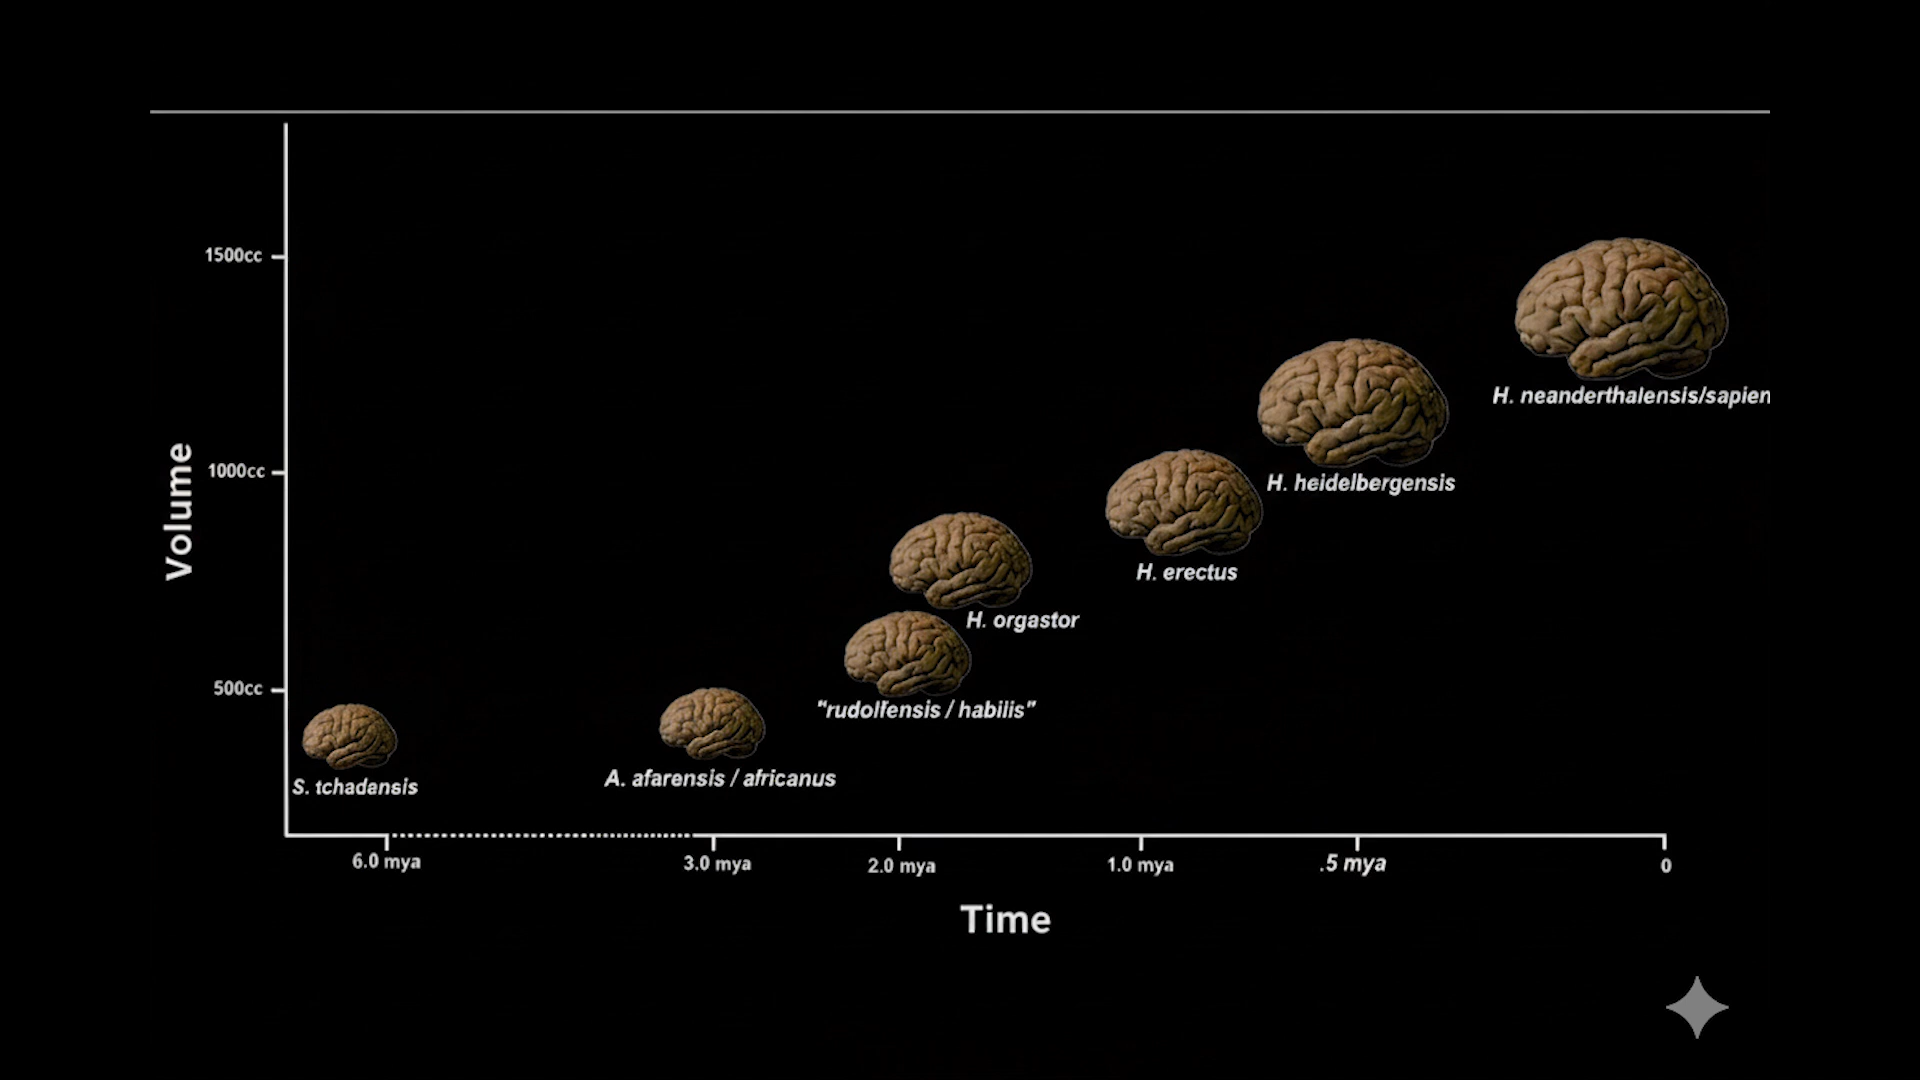 1500cc
H. neanderthalensis/sapien
1000cc
H. heidelbergensis
Volume
H. erectus
H. orgastor
500cc
"rudolfensis / habilis"
A. afarensis / africanus
S. tchadansis
6.0 mya
3.0 mya
2.0 mya
1.0 mya
.5 mya
0
Time